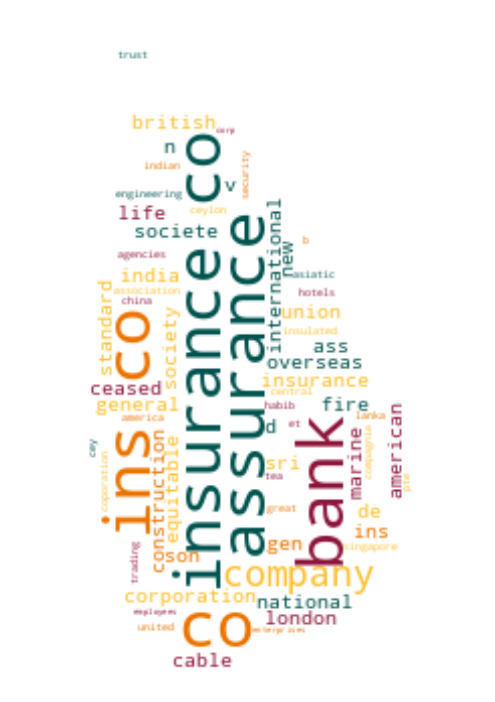 trust
british
corp
n
co
indian
security
v
engineering
life
ceylon
societe
international
new
b
agencies
india
asiatic
association
china
hotels
standard
co
society
insurance
assurance
union
insulated
ass
overseas
ceased
insurance
central
general
habib
fire
america
lanka
d
et
american
bank
marine
compagnie
cey
coporation
ins
construction
equitable
sri
tea
son
great
de
pte
ins
gen
singapore
trading
company
corporation
national
employees
london
united
co
enterprises
cable